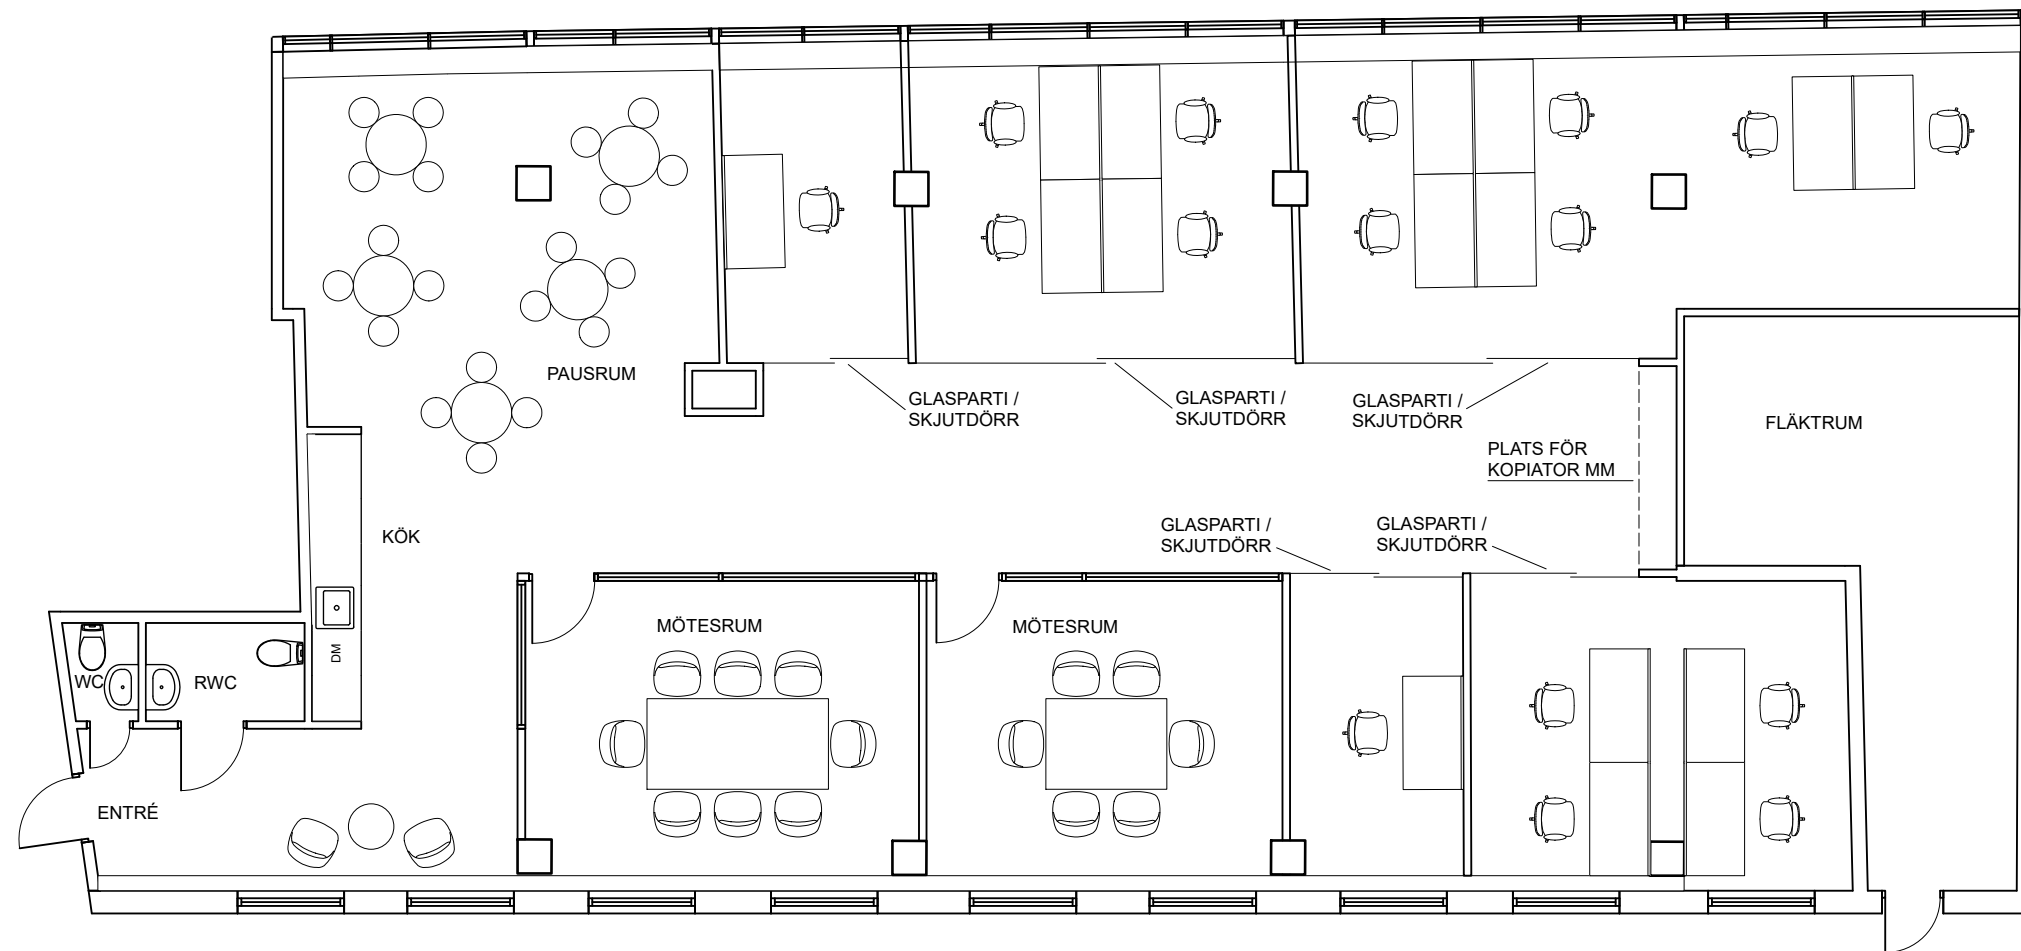 PAUSRUM
GLASPARTI /
SKJUTDÖRR
GLASPARTI /
SKJUTDÖRR
GLASPARTI /
SKJUTDÖRR
FLÄKTRUM
PLATS FÖR
KOPIATOR MM
KÖK
GLASPARTI /
SKJUTDÖRR
GLASPARTI /
SKJUTDÖRR
MÖTESRUM
MÖTESRUM
DM
WC
RWC
ENTRÉ